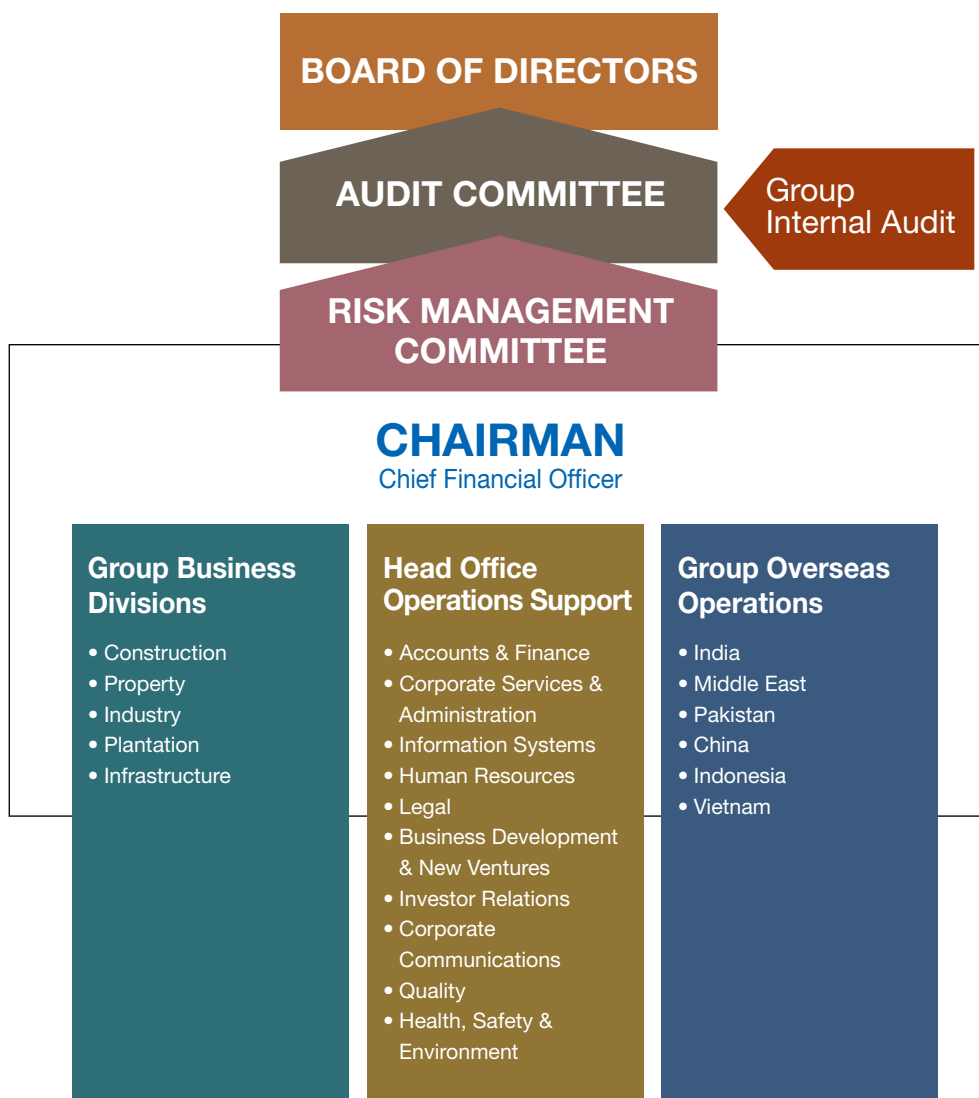 BOARD OF DIRECTORS
AUDIT COMMITTEE
Group
Internal Audit
RISK MANAGEMENT
COMMITTEE
CHAIRMAN
Chief Financial Officer
Group Business
Divisions
• Construction
• Property
• Industry
• Plantation
• Infrastructure
Head Office
Operations Support
• Accounts & Finance
• Corporate Services &
Administration
• Information Systems
• Human Resources
• Legal
• Business Development
& New Ventures
• Investor Relations
• Corporate
Communications
• Quality
• Health, Safety &
Environment
Group Overseas
Operations
• India
• Middle East
• Pakistan
• China
• Indonesia
• Vietnam